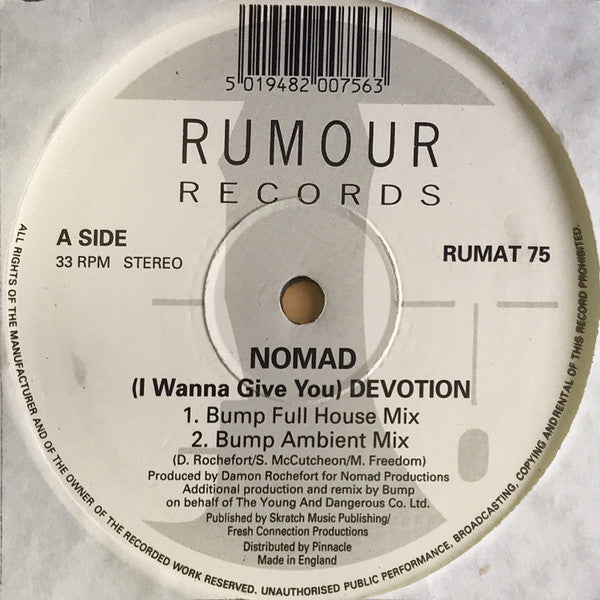 5 019482 007563
RUMOUR
RECORDS
A SIDE
33 RPM STEREO
RUMAT 75
NOMAD
(I Wanna Give You) DEVOTION
1. Bump Full House Mix
2. Bump Ambient Mix
(D. Rochefort/S. McCutcheon/M. Freedom)
Produced by Damon Rochefort for Nomad Productions
Additional production and remix by Bump
on behalf of The Young And Dangerous Co. Ltd.
Published by Skratch Music Publishing/
Fresh Connection Productions
Distributed by Pinnacle
Made in England
ALL RIGHTS OF THE MANUFACTURER AND OF THE OWNER OF THE RECORDED WORK RESERVED. UNAUTHORISED PUBLIC PERFORMANCE, BROADCASTING, COPYING AND RENTAL OF THIS RECORD PROHIBITED.